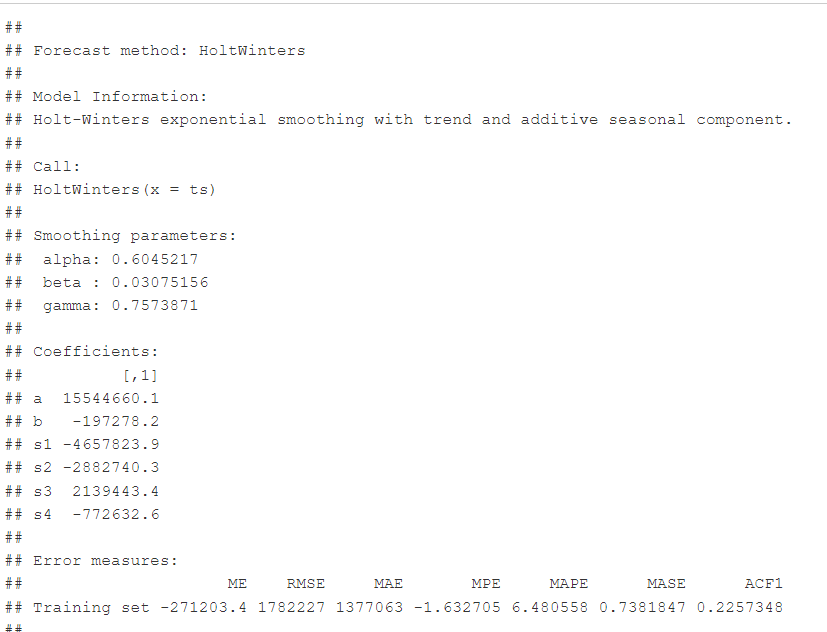 ##
## Forecast method: HoltWinters
##
## Model Information:
## Holt-Winters exponential smoothing with trend and additive seasonal component.
##
## Call:
## HoltWinters(x = ts)
##
## Smoothing parameters:
##  alpha: 0.6045217
##  beta : 0.03075156
##  gamma: 0.7573871
##
## Coefficients:
##          [,1]
## a  15544660.1
## b   -197278.2
## s1 -4657823.9
## s2 -2882740.3
## s3  2139443.4
## s4  -772632.6
##
## Error measures:
##                     ME    RMSE     MAE       MPE     MAPE      MASE      ACF1
## Training set -271203.4 1782227 1377063 -1.632705 6.480558 0.7381847 0.2257348
##